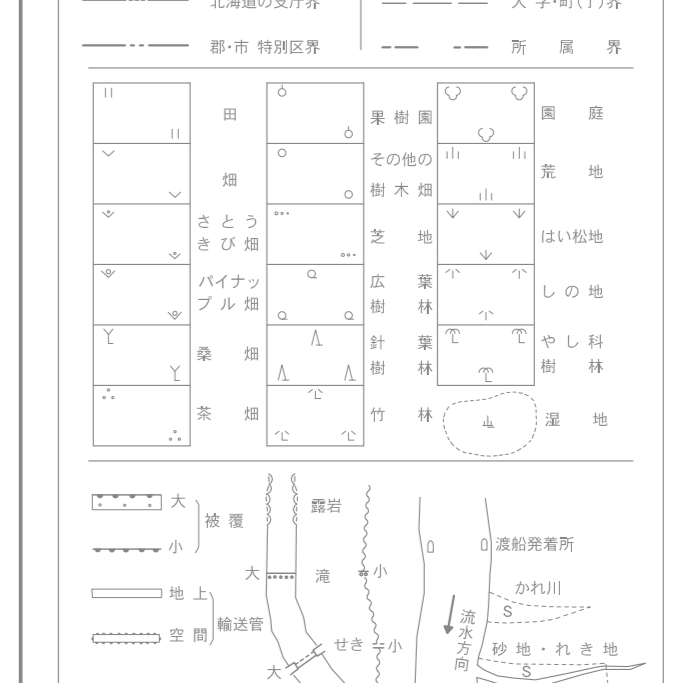 北海道の支庁界
大字・町(丁)界
郡・市 特別区界
所属界
田
畑
さとう
きび畑
パイナッ
プル畑
桑畑
茶畑
果樹園
その他の
樹木畑
芝地
広葉
樹林
針葉
樹林
竹林
園庭
荒地
はい松地
しの地
やし科
樹林
湿地
大
被覆
小
地上
輸送管
空間
露岩
大
滝
小
せき
小
大
渡船発着所
かれ川
S
流水方向
砂地・れき地
S